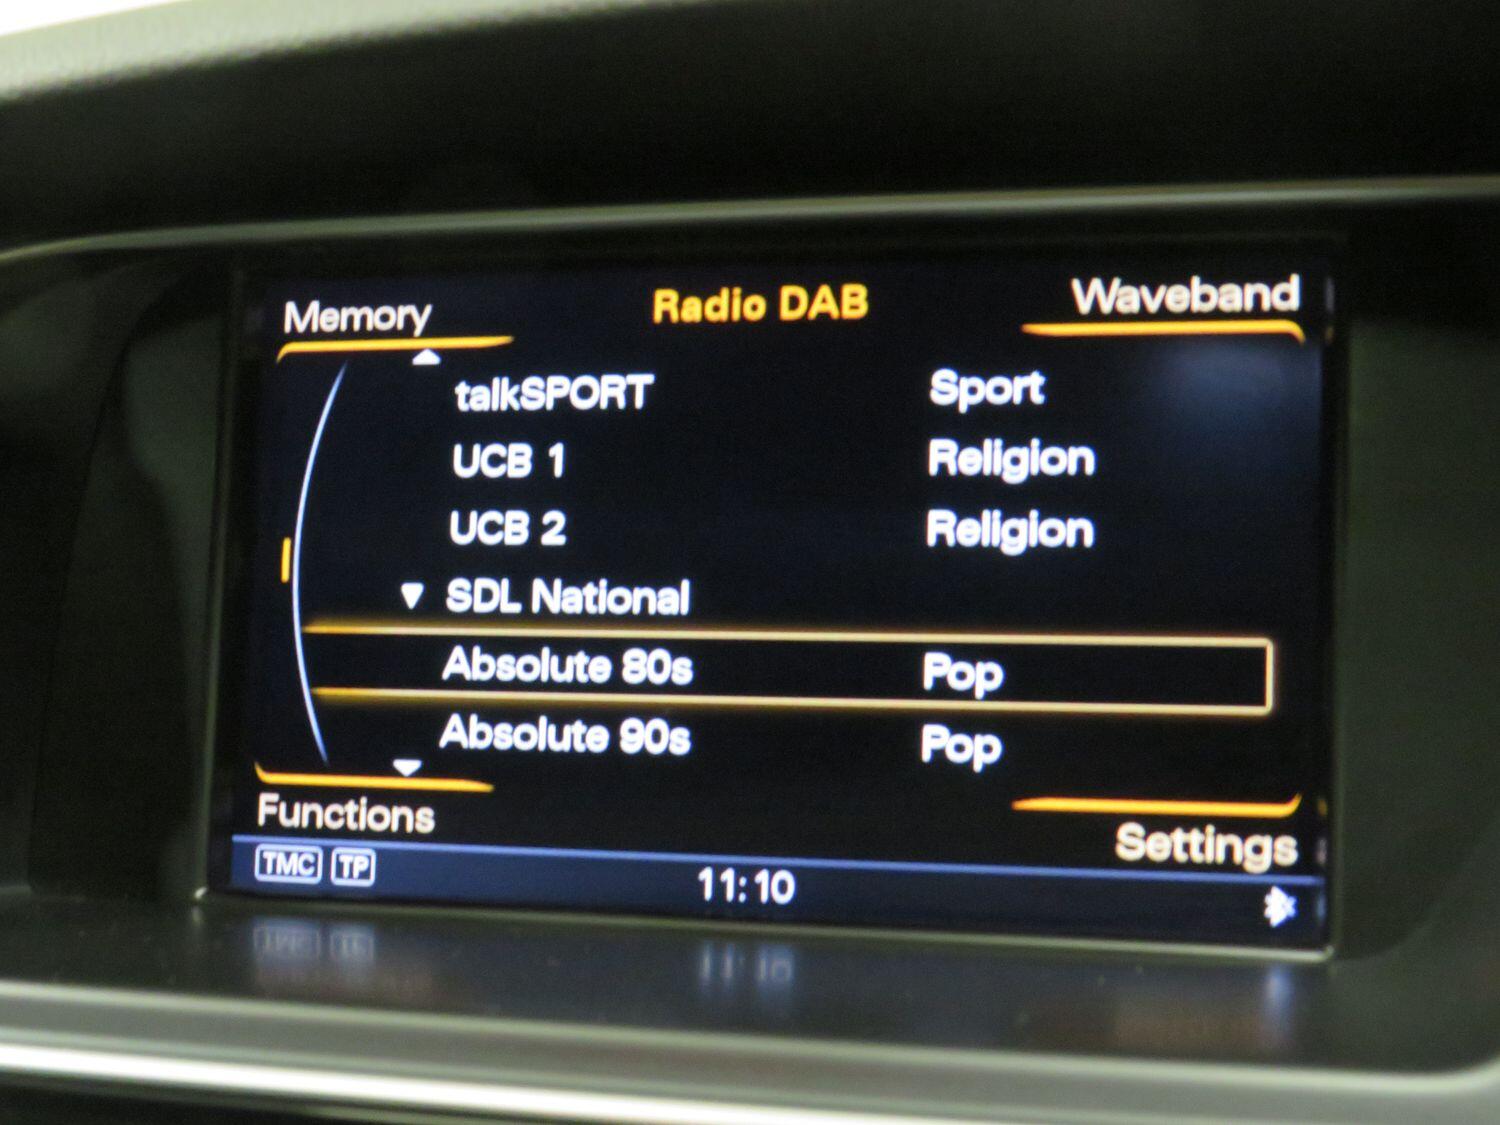 Memory Radio DAB Waveband
talkSPORT Sport
UCB 1 Religion
UCB 2 Religion
SDL National
Absolute 80s Pop
Absolute 90s Pop
Functions Settings
TMC TP 11:10